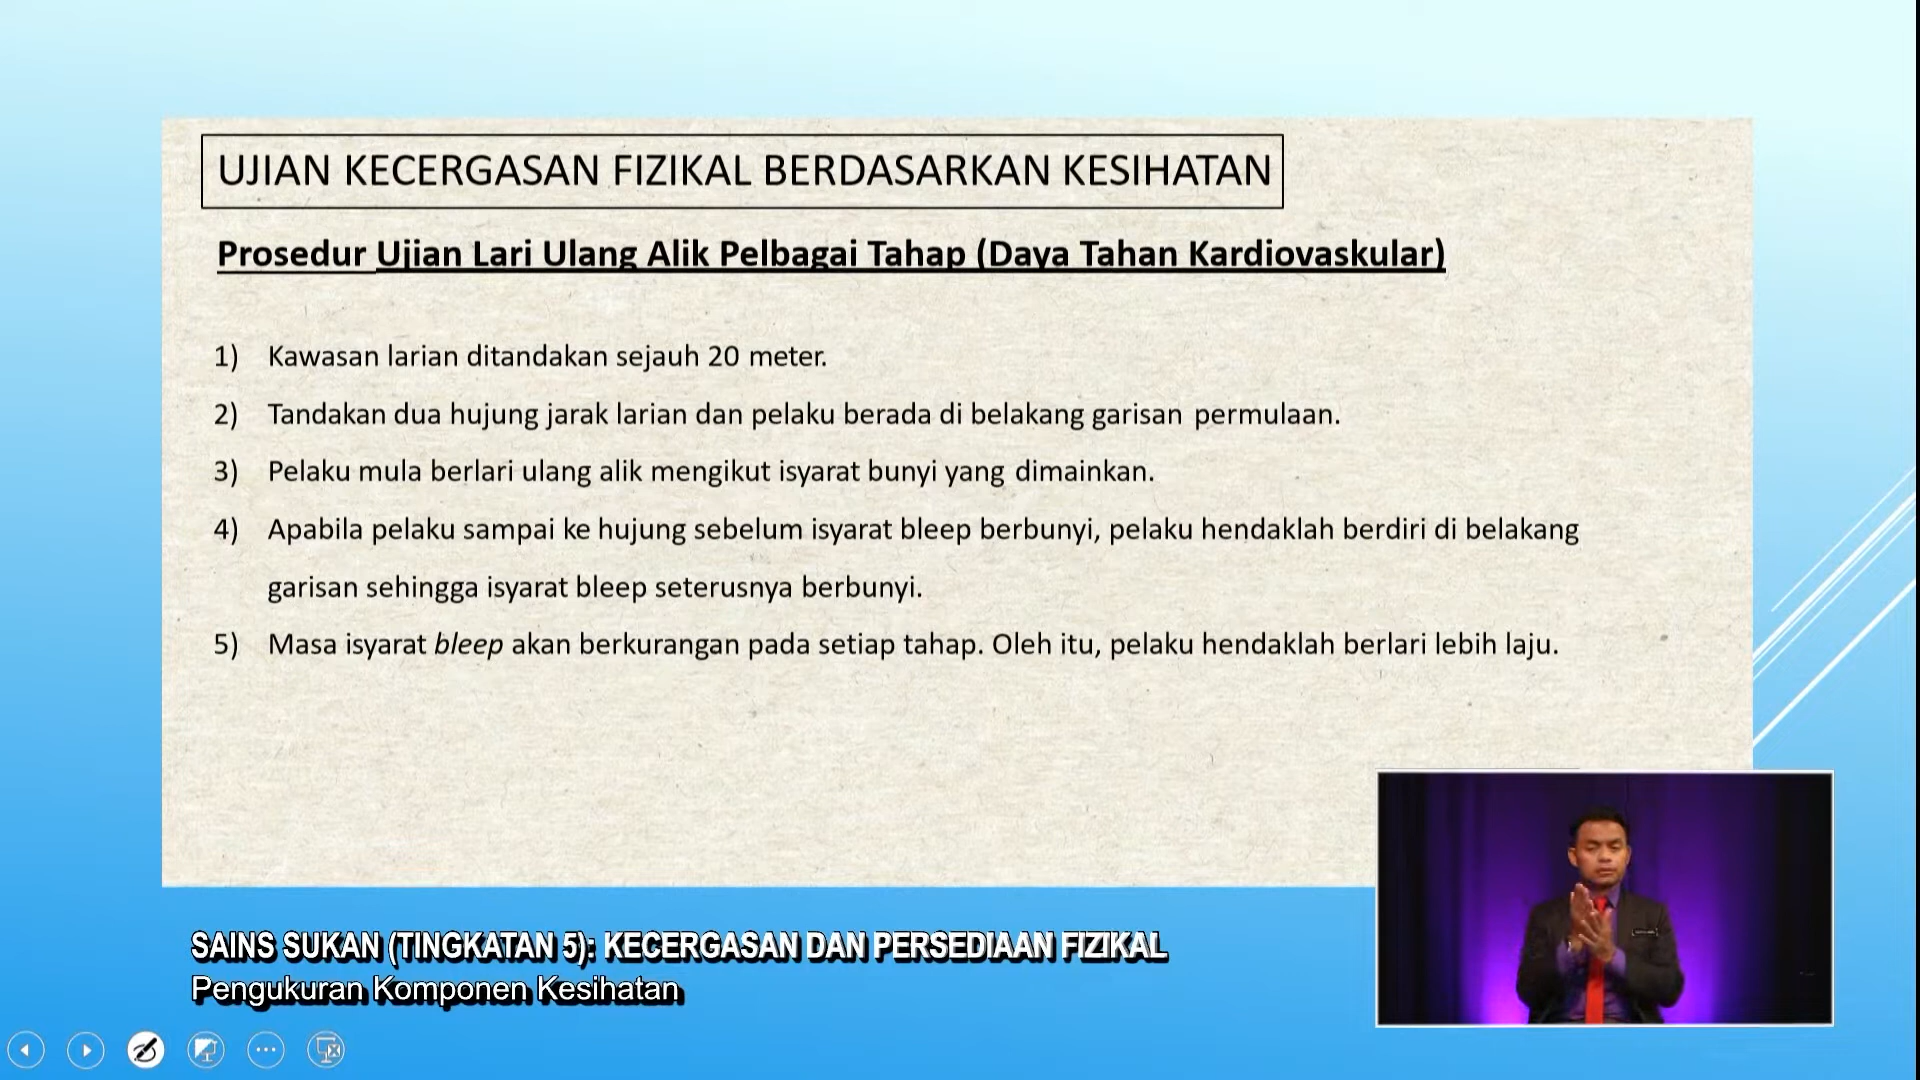 UJIAN KECERGASAN FIZIKAL BERDASARKAN KESIHATAN
Prosedur Ujian Lari Ulang Alik Pelbagai Tahap (Daya Tahan Kardiovaskular)
1) Kawasan larian ditandakan sejauh 20 meter.
2) Tandakan dua hujung jarak larian dan pelaku berada di belakang garisan permulaan.
3) Pelaku mula berlari ulang alik mengikut isyarat bunyi yang dimainkan.
4) Apabila pelaku sampai ke hujung sebelum isyarat bleep berbunyi, pelaku hendaklah berdiri di belakang
garisan sehingga isyarat bleep seterusnya berbunyi.
5) Masa isyarat bleep akan berkurangan pada setiap tahap. Oleh itu, pelaku hendaklah berlari lebih laju.
SAINS SUKAN (TINGKATAN 5): KECERGASAN DAN PERSEDIAAN FIZIKAL
Pengukuran Komponen Kesihatan